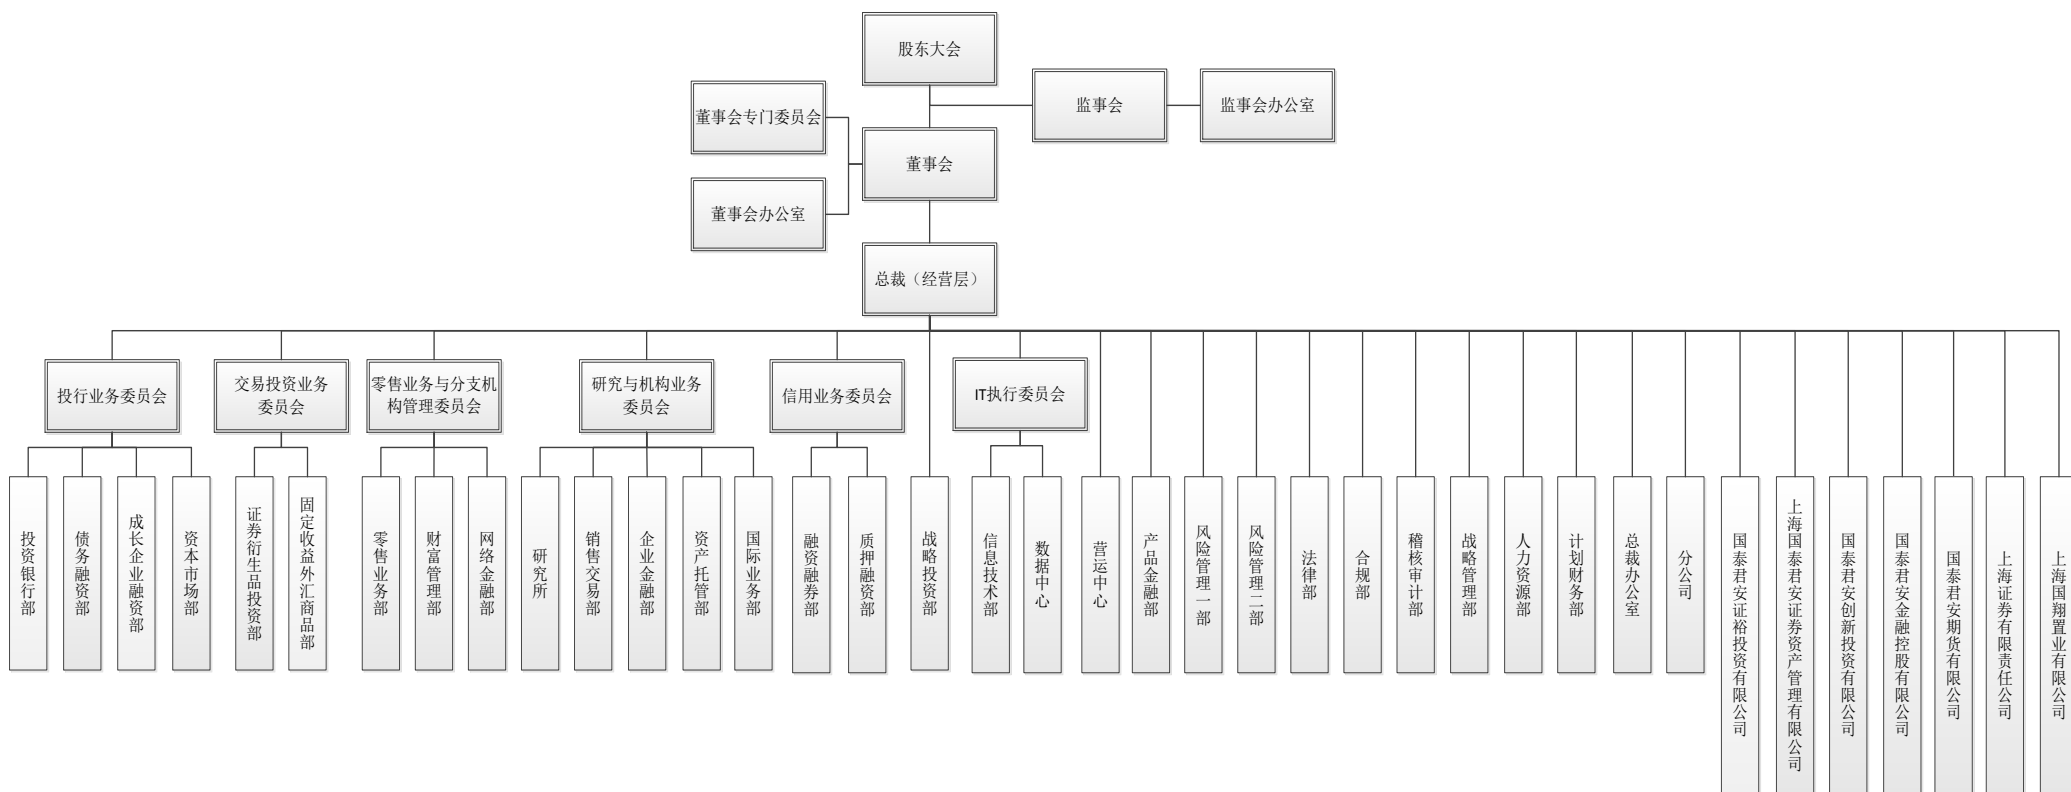 股东大会
监事会
监事会办公室
董事会专门委员会
董事会
董事会办公室
总裁（经营层）
投行业务委员会
交易投资业务
委员会
零售业务与分支机
构管理委员会
研究与机构业务
委员会
信用业务委员会
IT执行委员会
投资银行部
债务融资部
成长企业融资部
资本市场部
证券衍生品投资部
固定收益外汇商品部
零售业务部
财富管理部
网络金融部
研究所
销售交易部
企业金融部
资产托管部
国际业务部
融资融券部
质押融资部
战略投资部
信息技术部
数据中心
营运中心
产品金融部
风险管理一部
风险管理二部
法律部
合规部
稽核审计部
战略管理部
人力资源部
计划财务部
总裁办公室
分公司
国泰君安证裕投资有限公司
上海国泰君安证券资产管理有限公司
国泰君安创新投资有限公司
国泰君安金融控股有限公司
国泰君安期货有限公司
上海证券有限责任公司
上海国翔置业有限公司